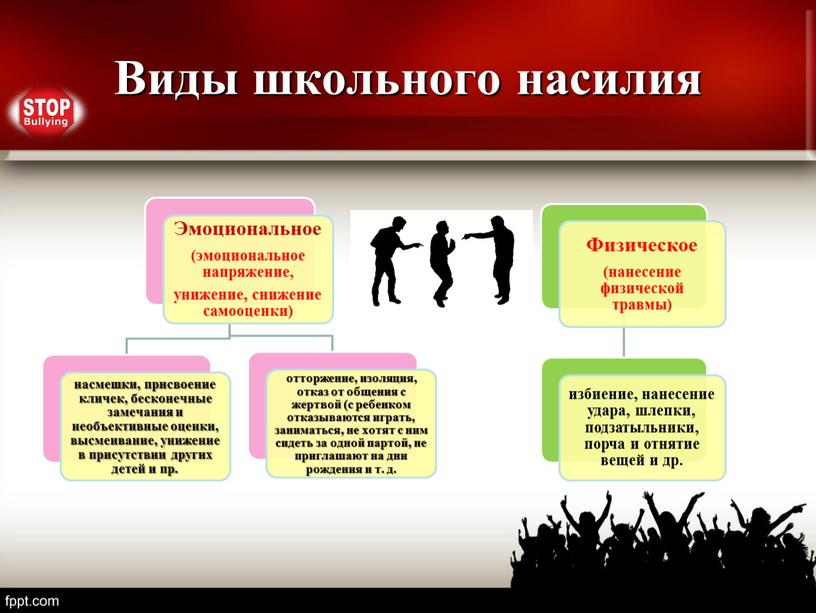 Виды школьного насилия
STOP
Bullying
Эмоциональное
(эмоциональное
напряжение,
унижение, снижение
самооценки)
Физическое
(нанесение
физической
травмы)
насмешки, присвоение
кличек, бесконечные
замечания и
необъективные оценки,
высмеивание, унижение
в присутствии других
детей и пр.
отторжение, изоляция,
отказ от общения с
жертвой (с ребенком
отказываются играть,
заниматься, не хотят с ним
сидеть за одной партой, не
приглашают на дни
рождения и т. д.
избиение, нанесение
удара, шлепки,
подзатыльники,
порча и отнятие
вещей и др.
fppt.com